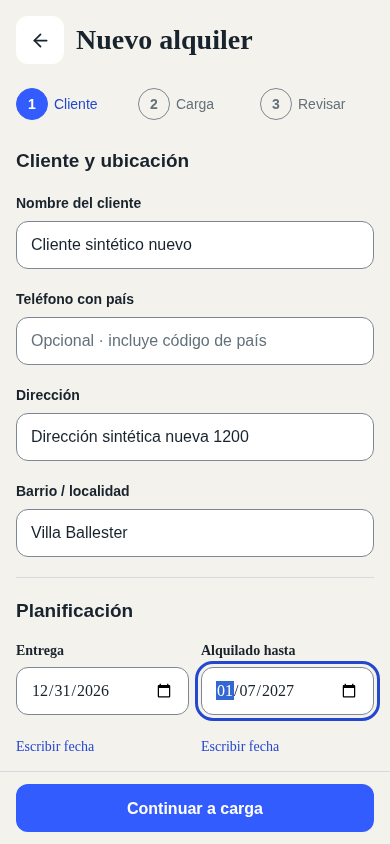 Nuevo alquiler
1 Cliente 2 Carga 3 Revisar
Cliente y ubicación
Nombre del cliente
Cliente sintético nuevo
Teléfono con país
Opcional · incluye código de país
Dirección
Dirección sintética nueva 1200
Barrio / localidad
Villa Ballester
Planificación
Entrega Alquilado hasta
12/31/2026 01/07/2027
Escribir fecha Escribir fecha
Continuar a carga